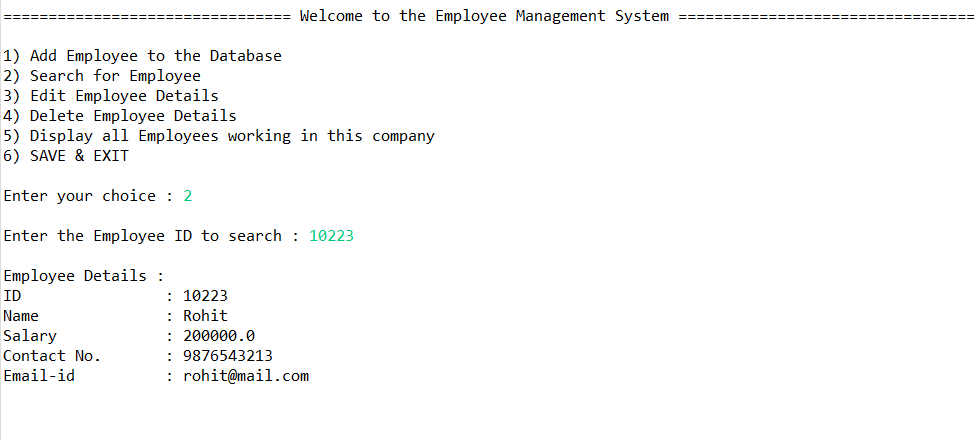 ================================ Welcome to the Employee Management System =================================
1) Add Employee to the Database
2) Search for Employee
3) Edit Employee Details
4) Delete Employee Details
5) Display all Employees working in this company
6) SAVE & EXIT
Enter your choice : 2
Enter the Employee ID to search : 10223
Employee Details :
ID                : 10223
Name              : Rohit
Salary            : 200000.0
Contact No.       : 9876543213
Email-id          : rohit@mail.com